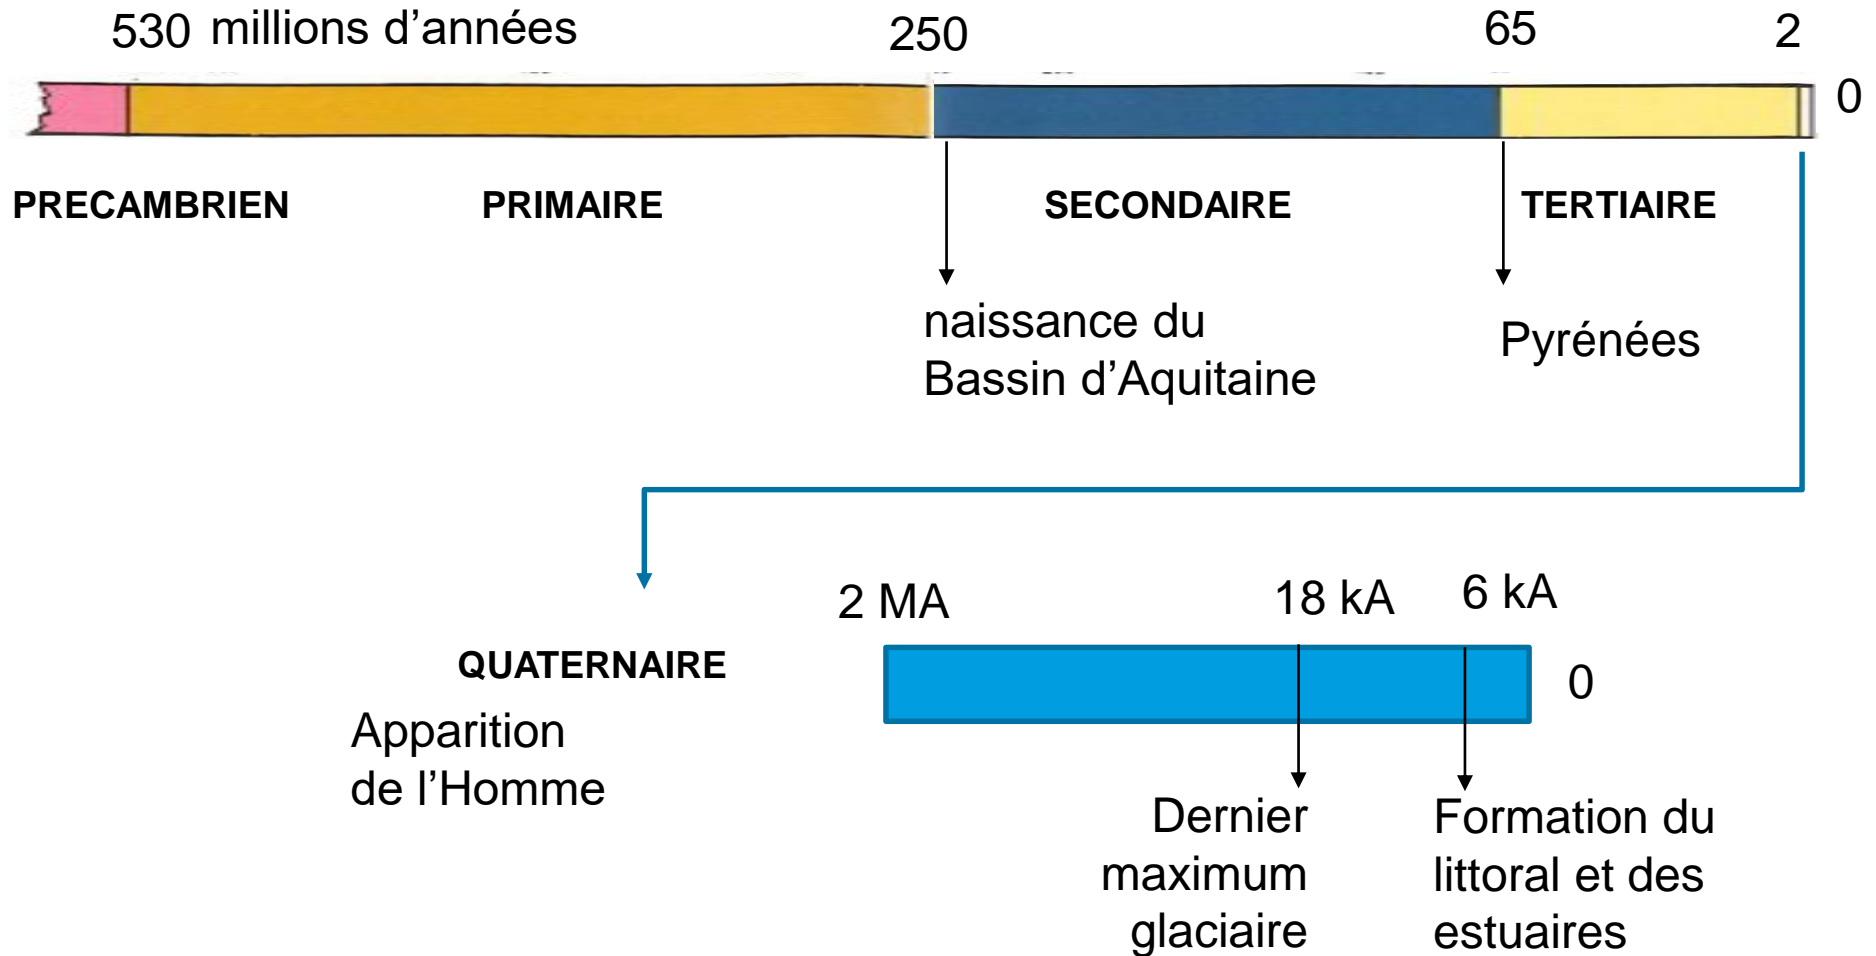 530 millions d’années 250 65 2
0
PRECAMBRIEN PRIMAIRE SECONDAIRE TERTIAIRE
naissance du
Bassin d’Aquitaine
Pyrénées
2 MA 18 kA 6 kA
QUATERNAIRE
0
Apparition
de l’Homme
Dernier
maximum
glaciaire
Formation du
littoral et des
estuaires